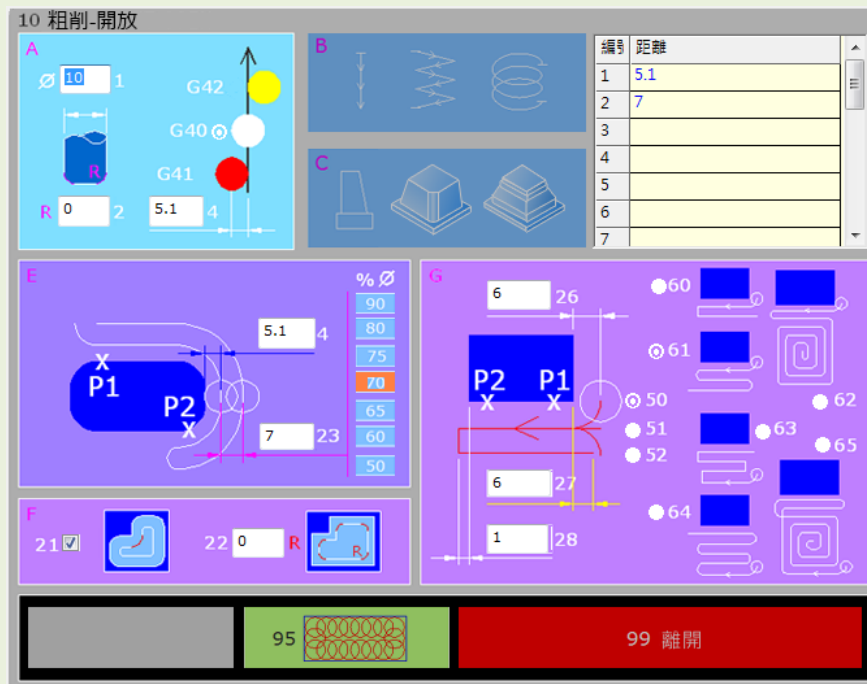 10 粗削-開放
A
Ø 10 1
G42
G40
G41
R
R 0 2
5.1 4
B
C
編號 距離
1 5.1
2 7
3
4
5
6
7
E
% Ø
90
80
75
70
65
60
50
5.1 4
X
P1
P2
X
7 23
F
21
22 0 R
R
G
6 26
P2 P1
X X
50
51
52
6 27
1 28
60
61
62
63
65
64
95
99 離開